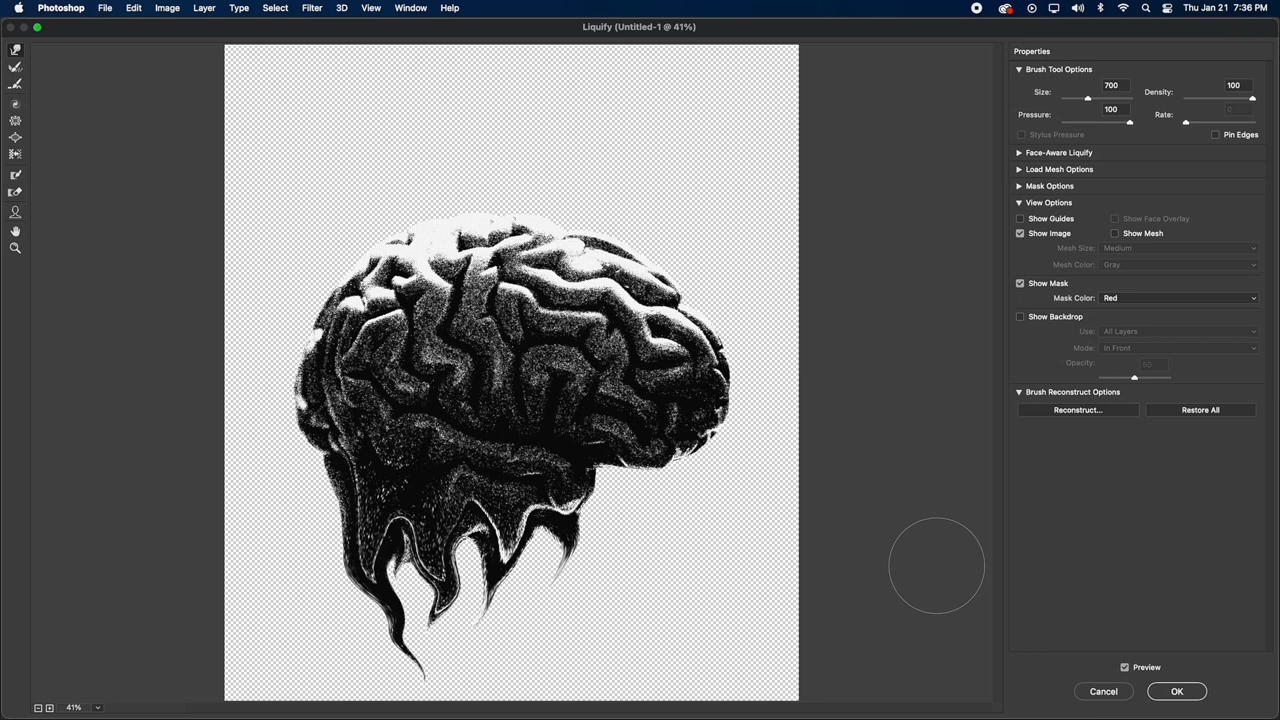 Photoshop File Edit Image Layer Type Select Filter 3D View Window Help Thu Jan 21 7:36 PM
Liquify (Untitled-1 @ 41%)
Properties
Brush Tool Options
Size: 700 Density: 100
Pressure: 100 Rate: 0
Stylus Pressure Pin Edges
Face-Aware Liquify
Load Mesh Options
Mask Options
View Options
Show Guides Show Face Overlay
Show Image Show Mesh
Mesh Size: Medium
Mesh Color: Gray
Show Mask
Mask Color: Red
Show Backdrop
Use: All Layers
Mode: In Front
Opacity: 50
Brush Reconstruct Options
Reconstruct... Restore All
Preview
Cancel OK
41%